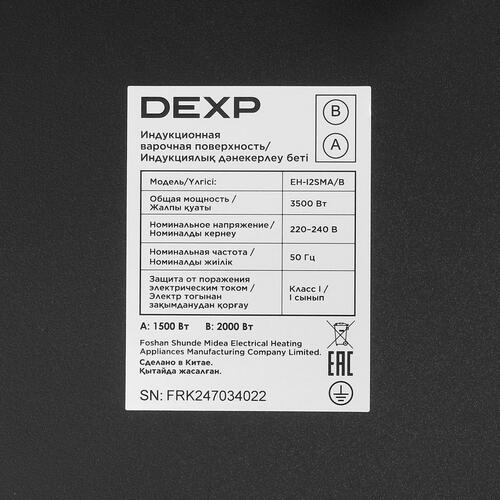 DEXP
B
A
Индукционная
варочная поверхность/
Индукциялық дәнекерлеу беті
Модель/Үлгісі: EH-I2SMA/B
Общая мощность / 3500 Вт
Жалпы қуаты
Номинальное напряжение/ 220–240 В
Номиналды кернеу
Номинальная частота / 50 Гц
Номиналды жиілік
Защита от поражения
электрическим током / Класс I /
Электр тогынан I сынып
зақымданудан қорғау
A: 1500 Вт B: 2000 Вт
Foshan Shunde Midea Electrical Heating
Appliances Manufacturing Company Limited.
Сделано в Китае.
Қытайда жасалған.
EAC
SN: FRK247034022